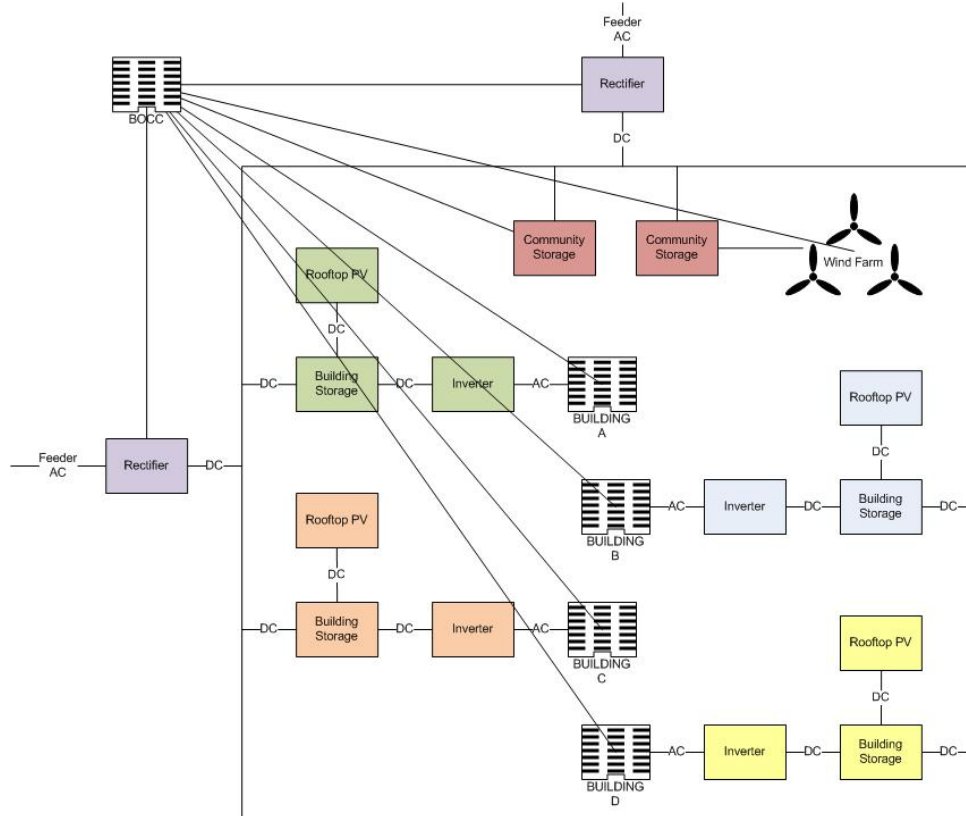 Feeder
AC
Rectifier
BOCC
DC
Community
Storage
Community
Storage
Wind Farm
Rooftop PV
DC
DC
Building
Storage
DC
Inverter
AC
BUILDING
A
Rooftop PV
DC
Feeder
AC
Rectifier
DC
BUILDING
B
AC
Inverter
DC
Building
Storage
DC
Rooftop PV
DC
DC
Building
Storage
DC
Inverter
AC
BUILDING
C
Rooftop PV
DC
BUILDING
D
AC
Inverter
DC
Building
Storage
DC